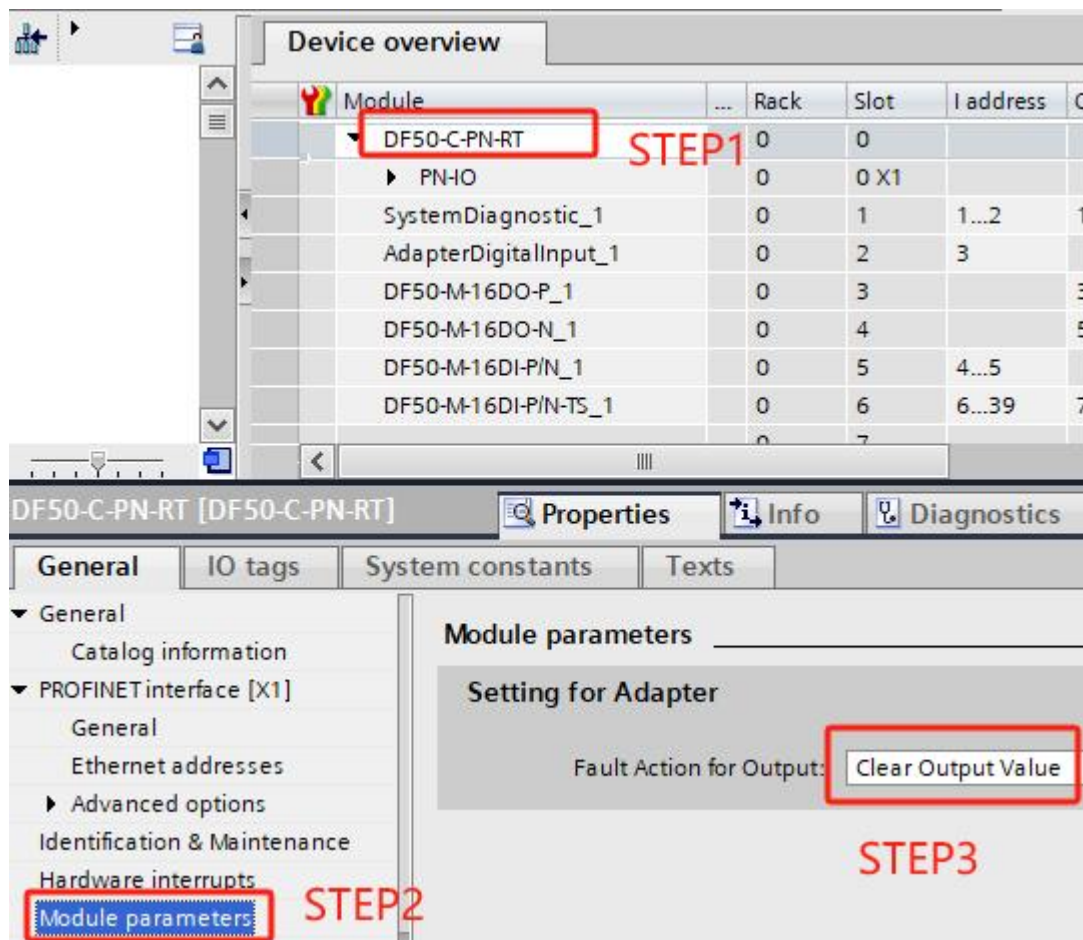 Device overview
Module ... Rack Slot I address
DF50-C-PN-RT 0 0
STEP1
PN-IO 0 0 X1
SystemDiagnostic_1 0 1 1...2
AdapterDigitalInput_1 0 2 3
DF50-M-16DO-P_1 0 3
DF50-M-16DO-N_1 0 4
DF50-M-16DI-P/N_1 0 5 4...5
DF50-M-16DI-P/N-TS_1 0 6 6...39
0 7
DF50-C-PN-RT [DF50-C-PN-RT] Properties Info Diagnostics
General IO tags System constants Texts
General
Catalog information
PROFINET interface [X1]
General
Ethernet addresses
Advanced options
Identification & Maintenance
Hardware interrupts
Module parameters
STEP2
Module parameters
Setting for Adapter
Fault Action for Output: Clear Output Value
STEP3